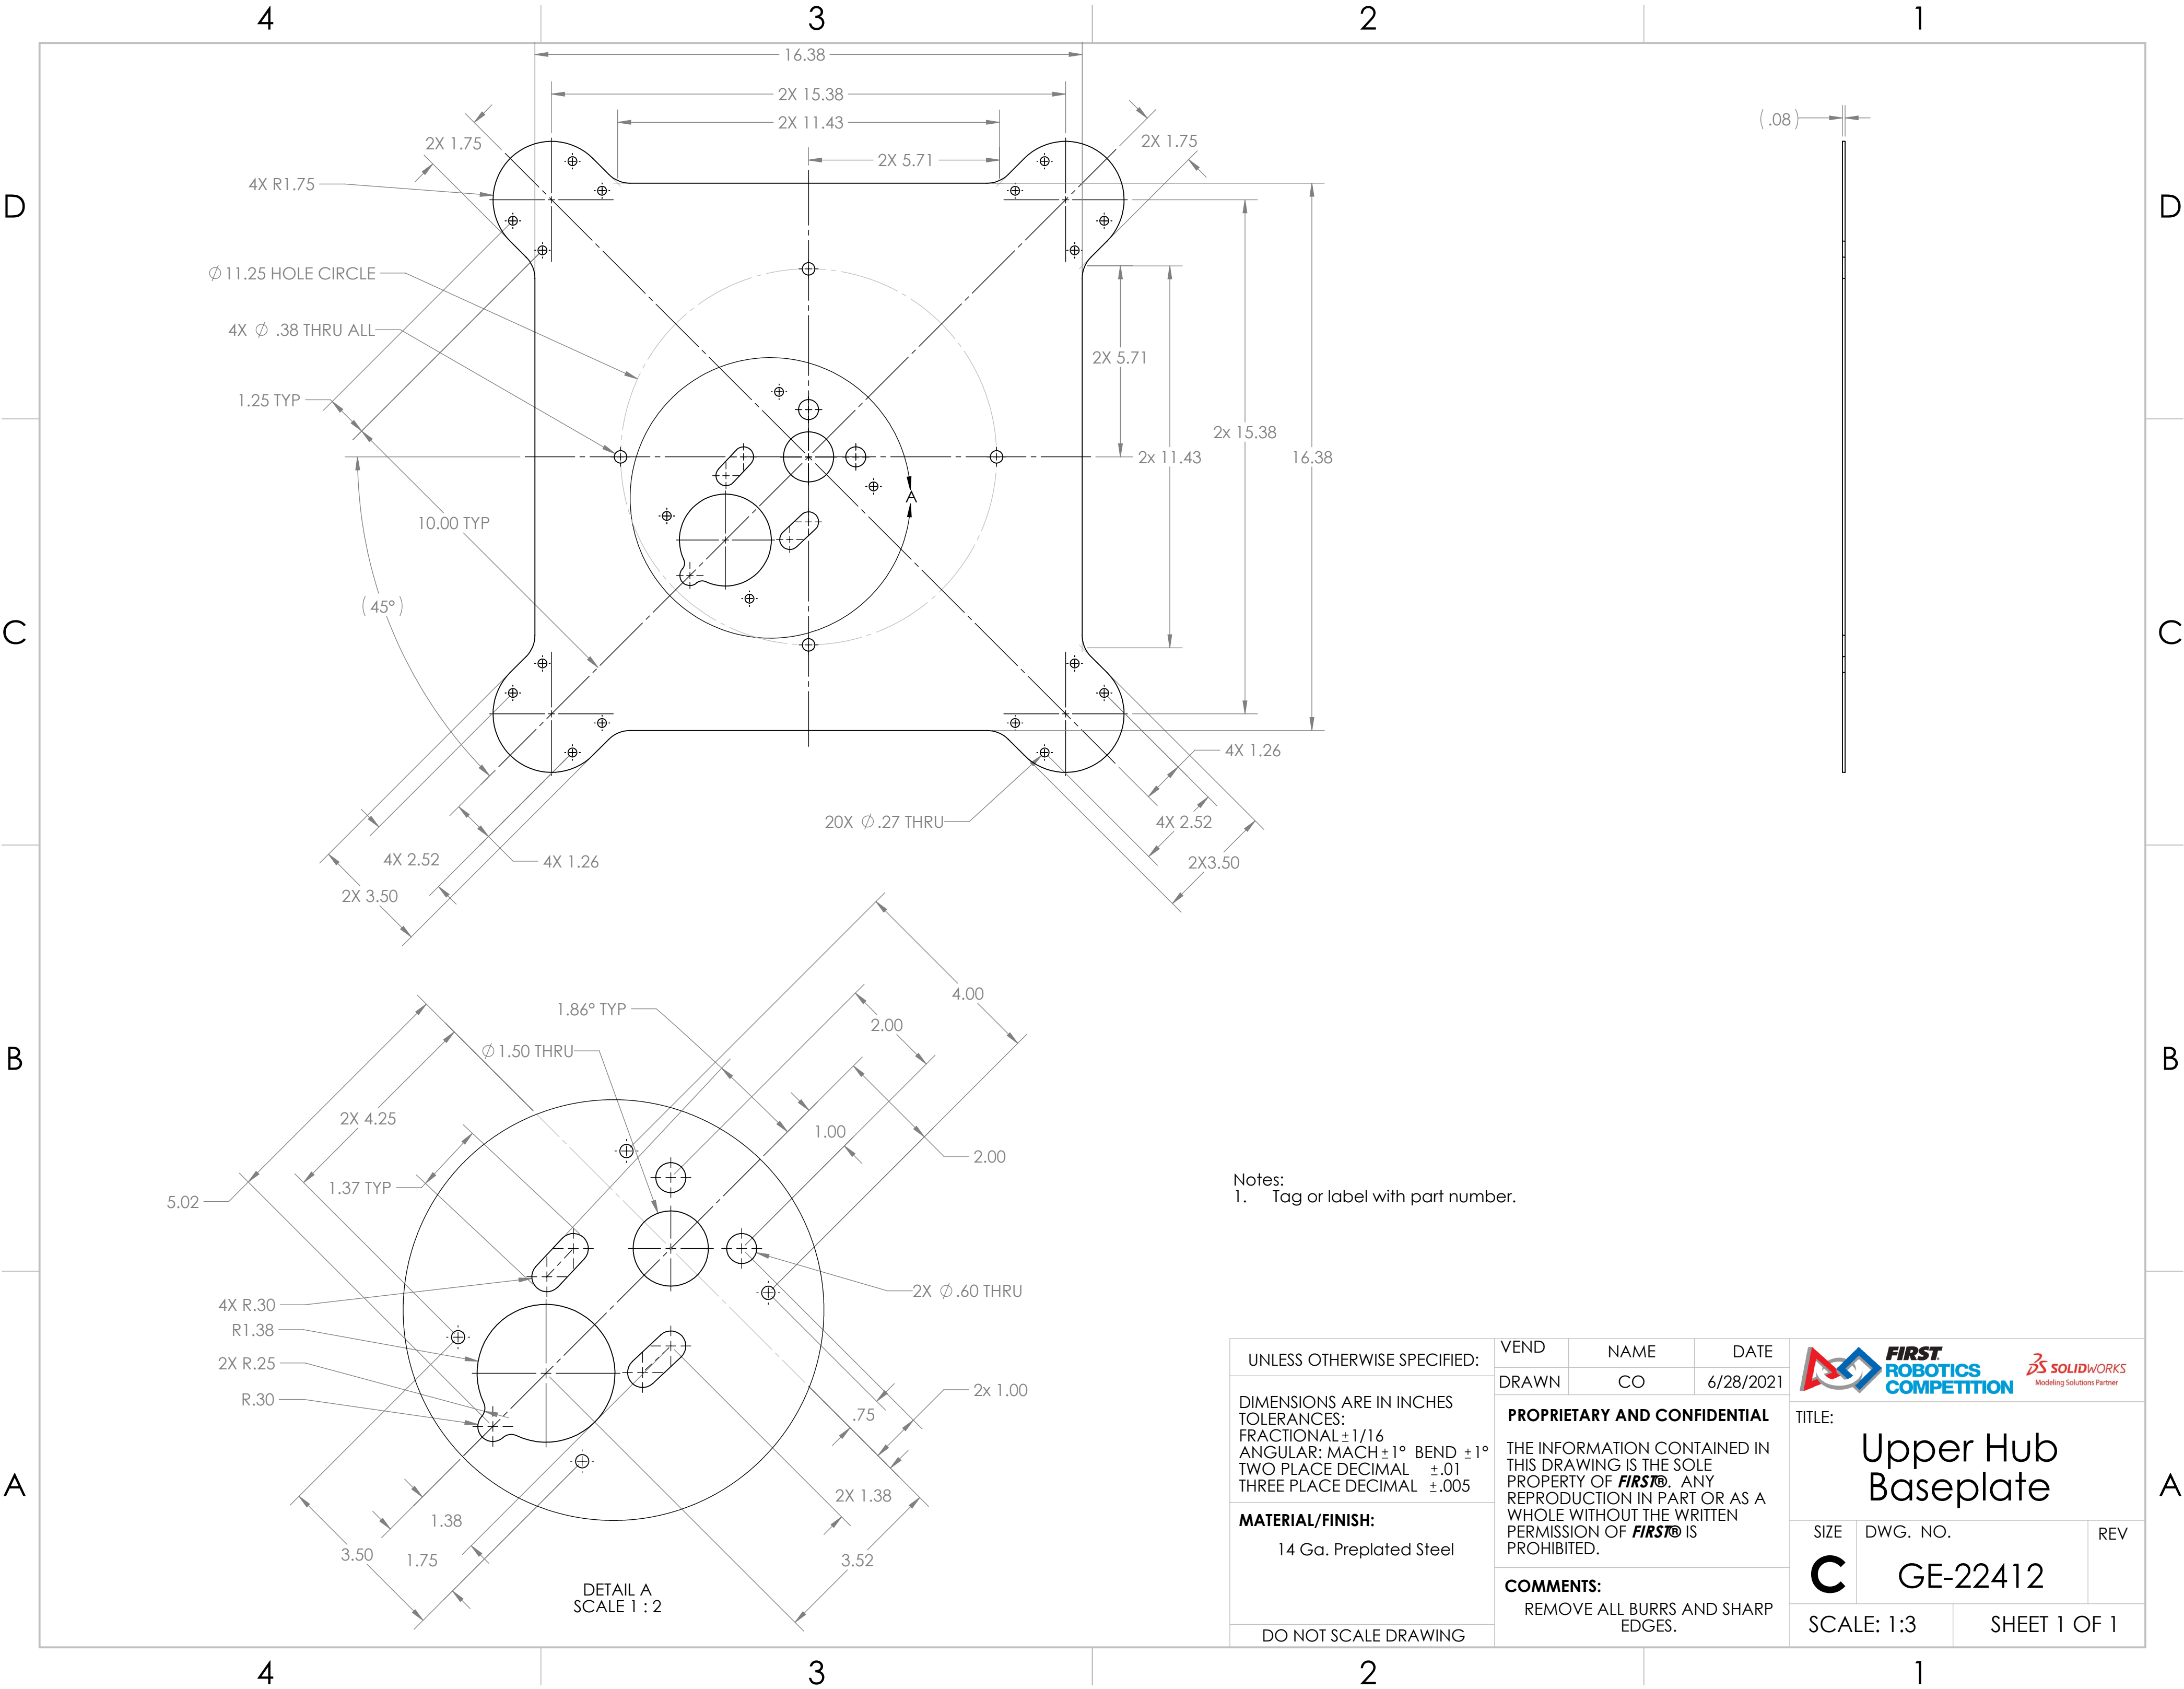 4
3
2
1
16.38
2X 15.38
2X 11.43
2X 5.71
2X 1.75
2X 1.75
( .08 )
4X R1.75
D
D
Ø 11.25 HOLE CIRCLE
4X Ø .38 THRU ALL
2X 5.71
1.25 TYP
2x 15.38
2x 11.43
16.38
A
10.00 TYP
( 45° )
C
C
4X 1.26
20X Ø .27 THRU
4X 2.52
4X 2.52
4X 1.26
2X3.50
2X 3.50
4.00
1.86° TYP
2.00
Ø 1.50 THRU
B
B
2X 4.25
1.00
2.00
1.37 TYP
5.02
Notes:
1. Tag or label with part number.
4X R.30
2X Ø .60 THRU
R1.38
2X R.25
R.30
2x 1.00
.75
2X 1.38
1.38
3.50
1.75
3.52
A
A
DETAIL A
SCALE 1 : 2
UNLESS OTHERWISE SPECIFIED:
DIMENSIONS ARE IN INCHES
TOLERANCES:
FRACTIONAL ± 1/16
ANGULAR: MACH ± 1° BEND ± 1°
TWO PLACE DECIMAL ± .01
THREE PLACE DECIMAL ± .005
MATERIAL/FINISH:
14 Ga. Preplated Steel
DO NOT SCALE DRAWING
VEND
NAME
DATE
DRAWN
CO
6/28/2021
PROPRIETARY AND CONFIDENTIAL
THE INFORMATION CONTAINED IN
THIS DRAWING IS THE SOLE
PROPERTY OF FIRST®. ANY
REPRODUCTION IN PART OR AS A
WHOLE WITHOUT THE WRITTEN
PERMISSION OF FIRST® IS
PROHIBITED.
COMMENTS:
REMOVE ALL BURRS AND SHARP
EDGES.
FIRST
ROBOTICS
COMPETITION
SOLIDWORKS
Modeling Solutions Partner
TITLE:
Upper Hub
Baseplate
SIZE
C
DWG. NO.
GE-22412
REV
SCALE: 1:3
SHEET 1 OF 1
4
3
2
1